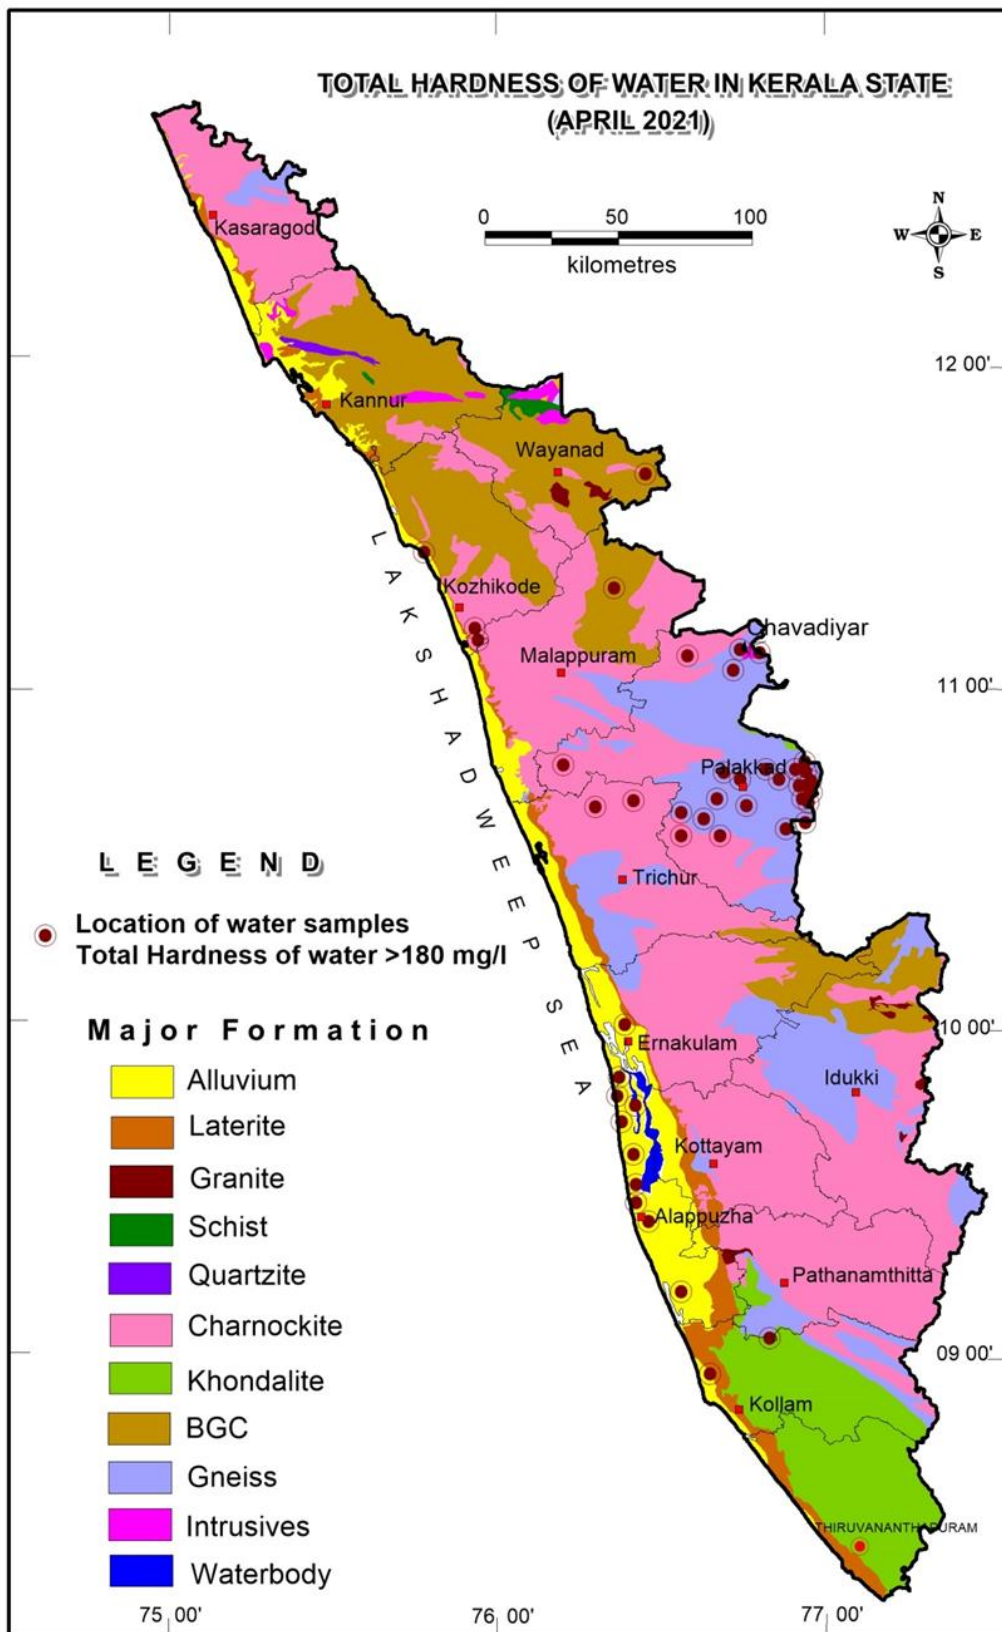 TOTAL HARDNESS OF WATER IN KERALA STATE
(APRIL 2021)
0 50 100
kilometres
N
W E
S
Kasaragod
12 00'
Kannur
Wayanad
Kozhikode
Chavadiyar
Malappuram
11 00'
LAKSHADWEEP SEA
Palakkad
LEGEND
Trichur
Location of water samples
Total Hardness of water >180 mg/l
Major Formation
10 00'
Ernakulam
Alluvium
Idukki
Laterite
Kottayam
Granite
Alappuzha
Schist
Quartzite
Pathanamthitta
Charnockite
09 00'
Khondalite
Kollam
BGC
Gneiss
Intrusives
THIRUVANANTHAPURAM
Waterbody
75 00' 76 00' 77 00'